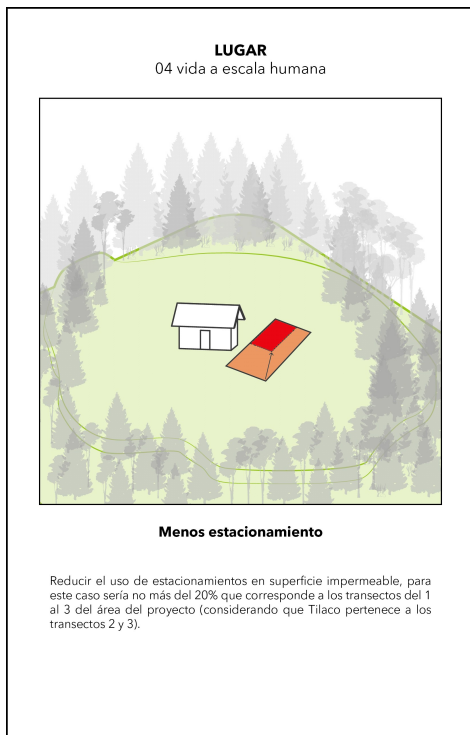 LUGAR
04 vida a escala humana
Menos estacionamiento
Reducir el uso de estacionamientos en superficie impermeable, para
este caso sería no más del 20% que corresponde a los transectos del 1
al 3 del área del proyecto (considerando que Tilaco pertenece a los
transectos 2 y 3).